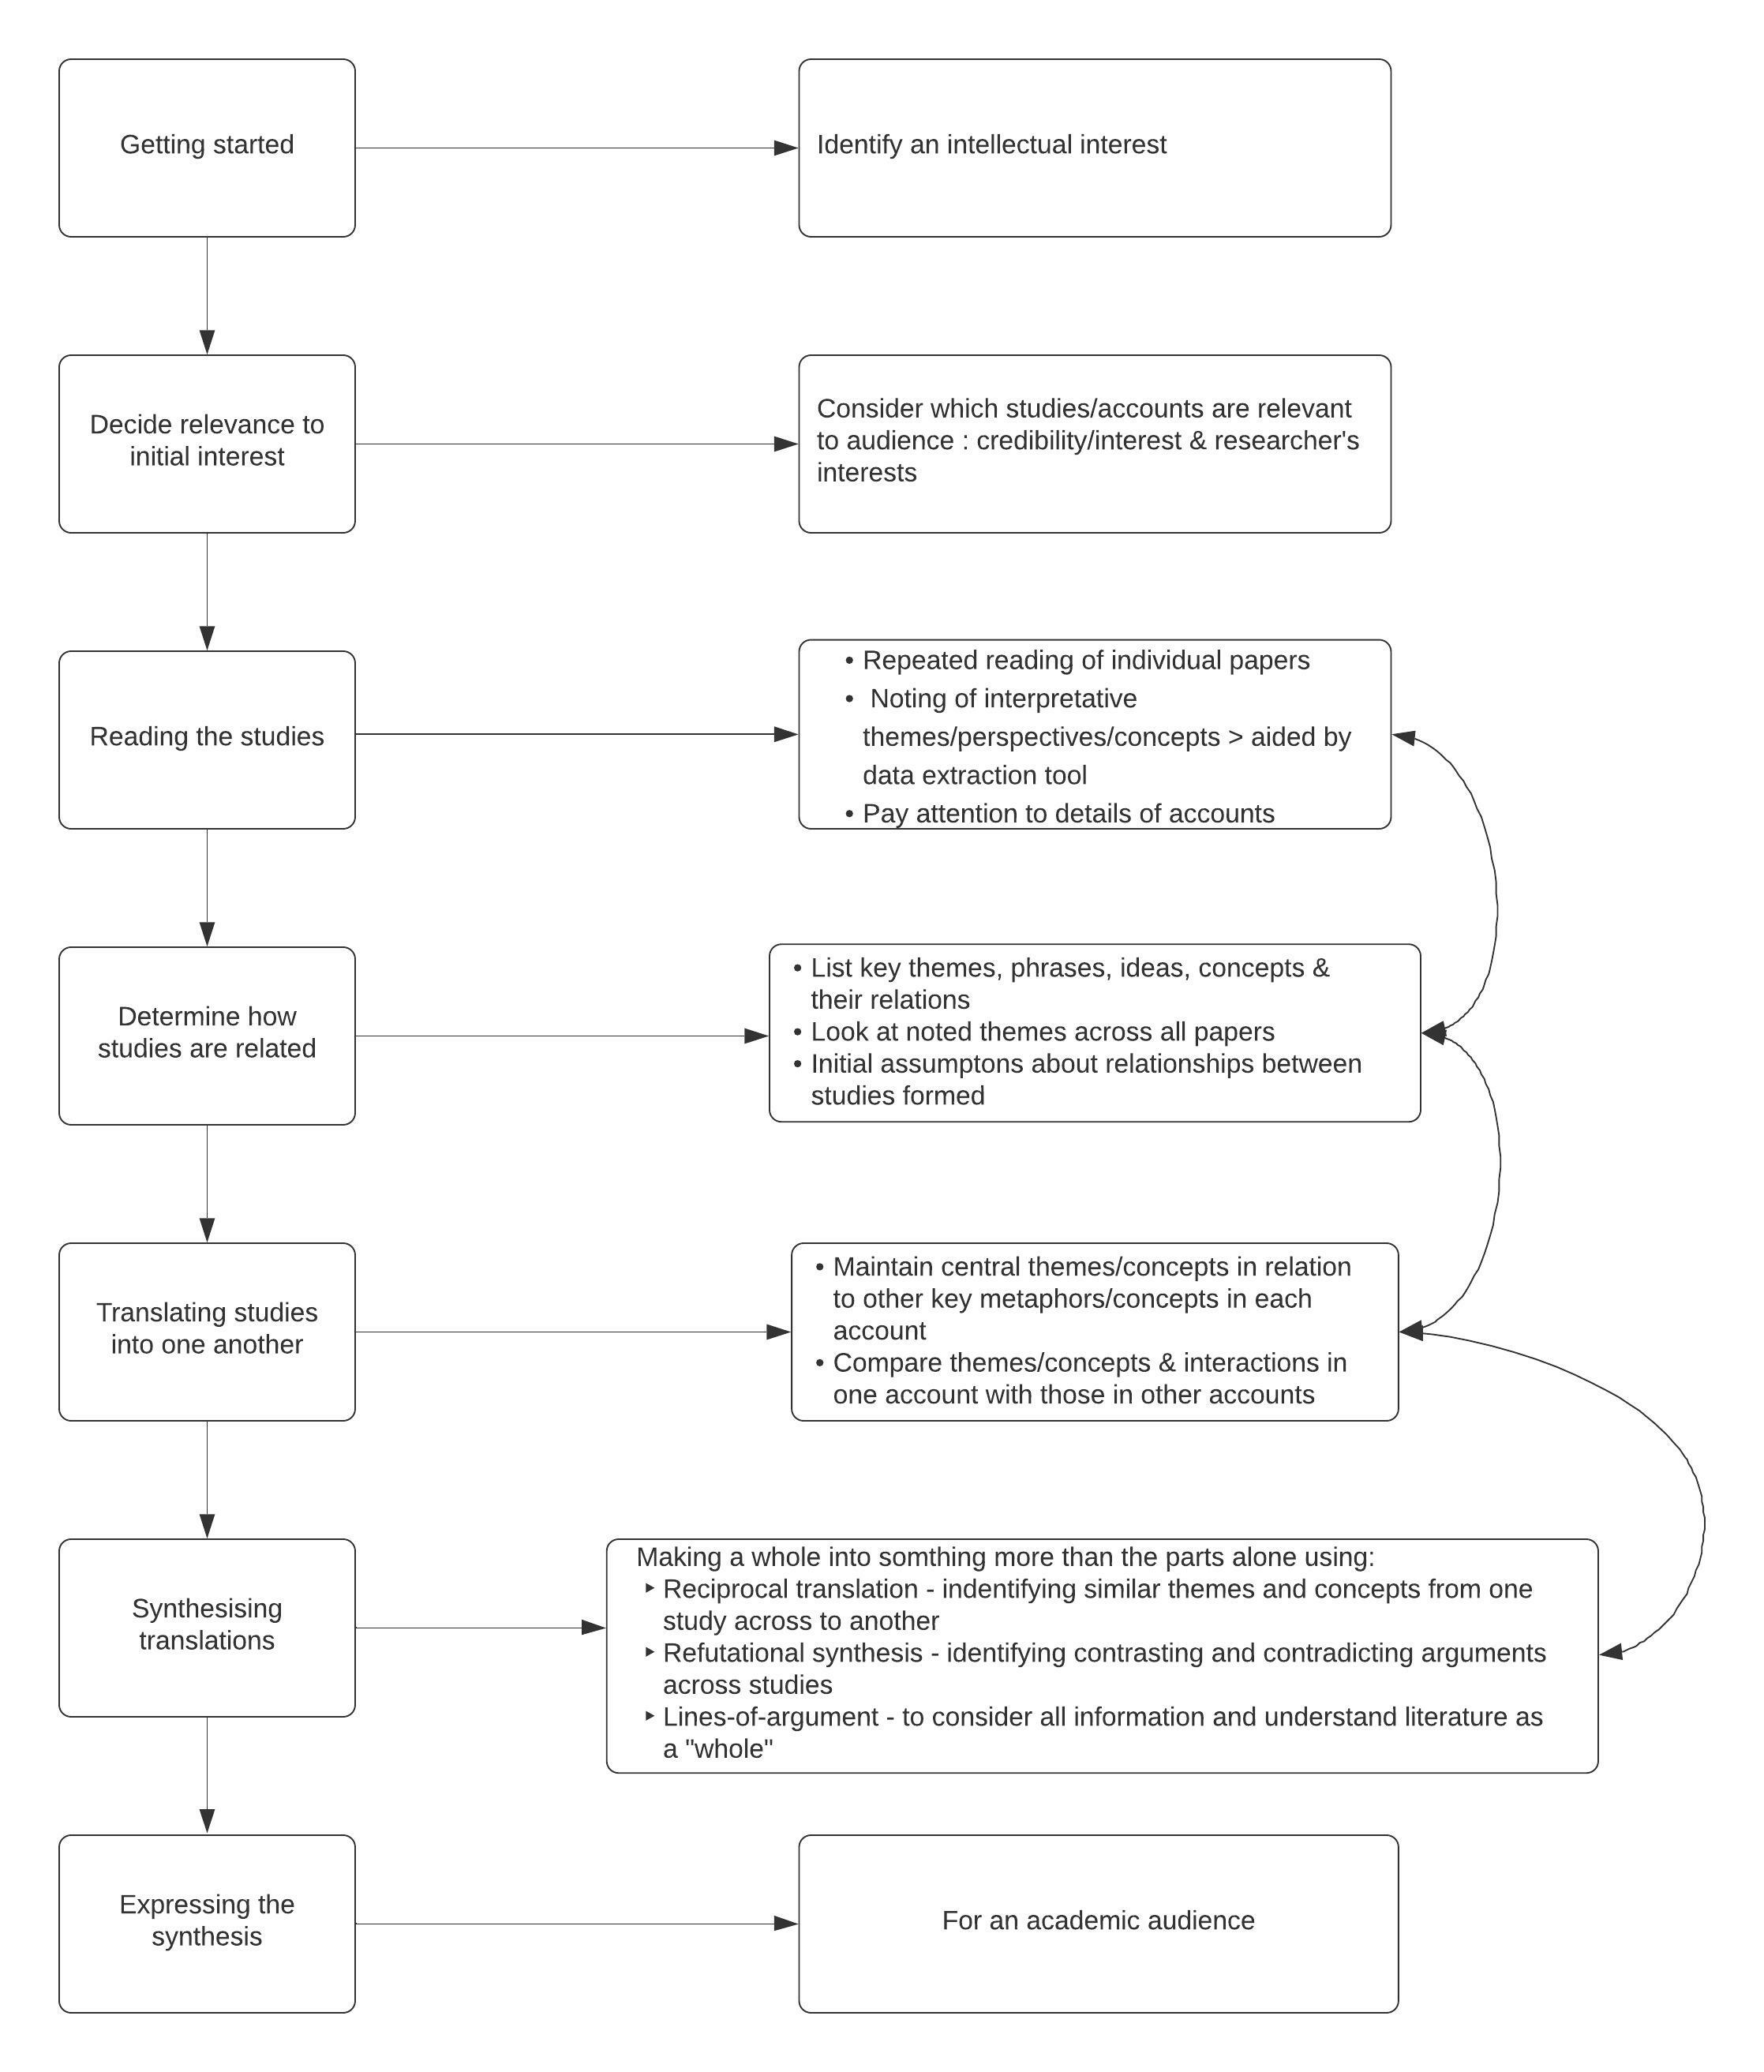 Getting started
Identify an intellectual interest
Decide relevance to
initial interest
Consider which studies/accounts are relevant
to audience : credibility/interest & researcher's
interests
Reading the studies
• Repeated reading of individual papers
• Noting of interpretative
themes/perspectives/concepts > aided by
data extraction tool
• Pay attention to details of accounts
Determine how
studies are related
• List key themes, phrases, ideas, concepts &
their relations
• Look at noted themes across all papers
• Initial assumptons about relationships between
studies formed
Translating studies
into one another
• Maintain central themes/concepts in relation
to other key metaphors/concepts in each
account
• Compare themes/concepts & interactions in
one account with those in other accounts
Synthesising
translations
Making a whole into somthing more than the parts alone using:
‣ Reciprocal translation - indentifying similar themes and concepts from one
study across to another
‣ Refutational synthesis - identifying contrasting and contradicting arguments
across studies
‣ Lines-of-argument - to consider all information and understand literature as
a "whole"
Expressing the
synthesis
For an academic audience